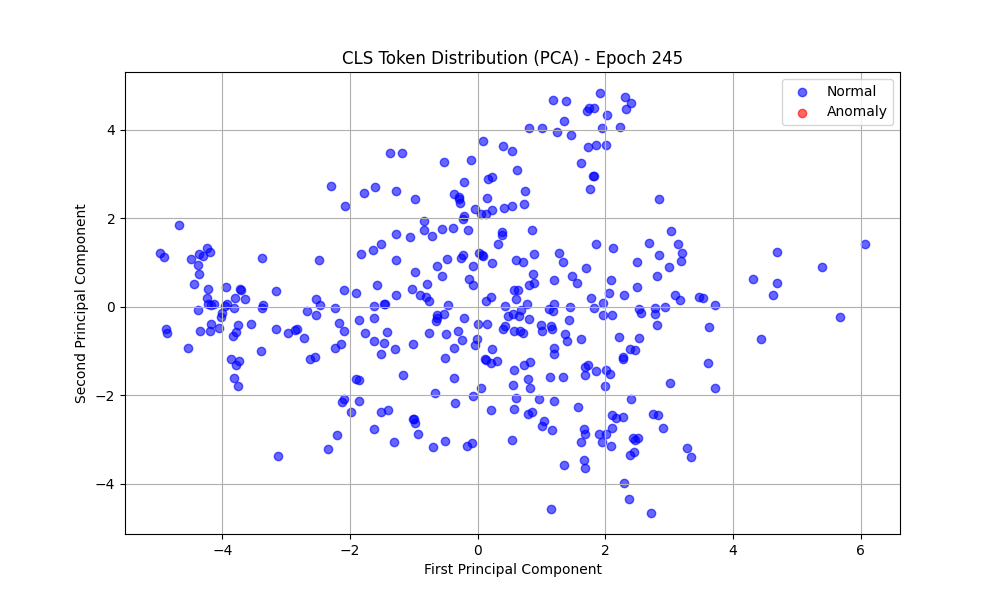 CLS Token Distribution (PCA) - Epoch 245
Normal
Anomaly
4
2
0
−2
−4
Second Principal Component
−4
−2
0
2
4
6
First Principal Component